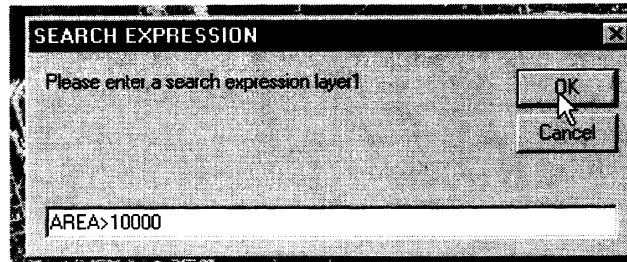 SEARCH EXPRESSION
Please enter a search expression layer1
OK
Cancel
AREA>10000